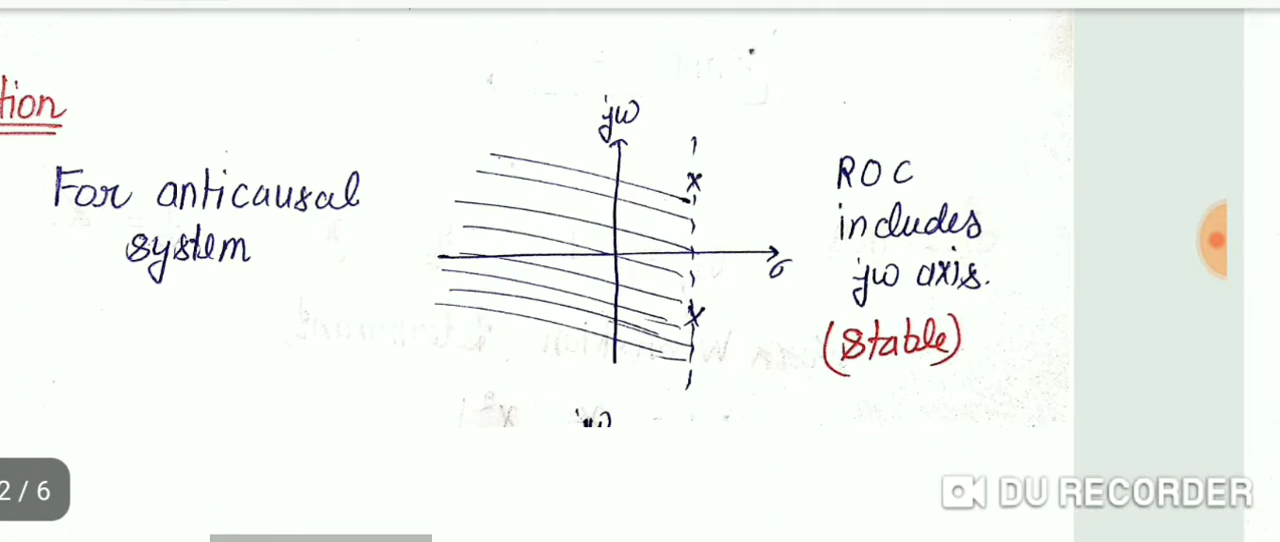 tion
For anticausal
system
jω
x
σ
x
ROC
includes
jω axis.
(stable)
2 / 6
DU RECORDER